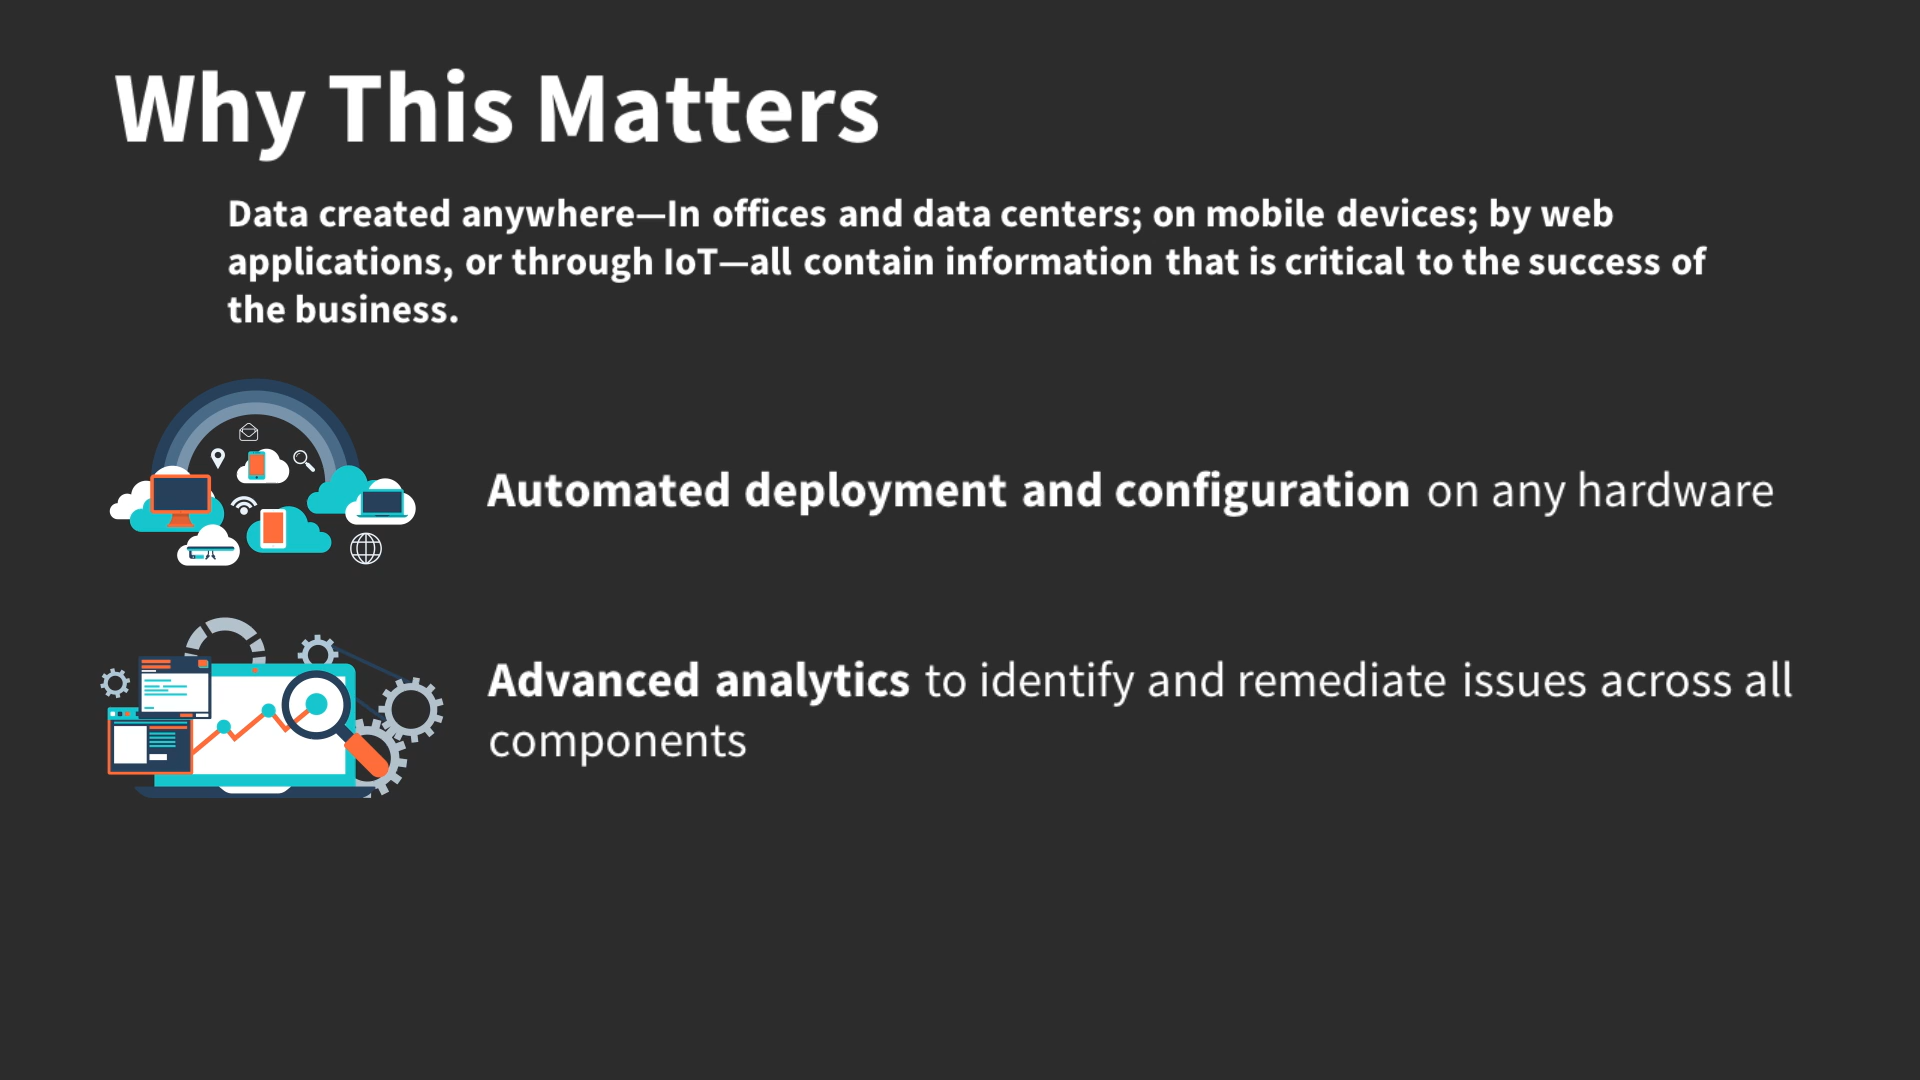 Why This Matters
Data created anywhere—In offices and data centers; on mobile devices; by web
applications, or through IoT—all contain information that is critical to the success of
the business.
Automated deployment and configuration on any hardware
Advanced analytics to identify and remediate issues across all
components